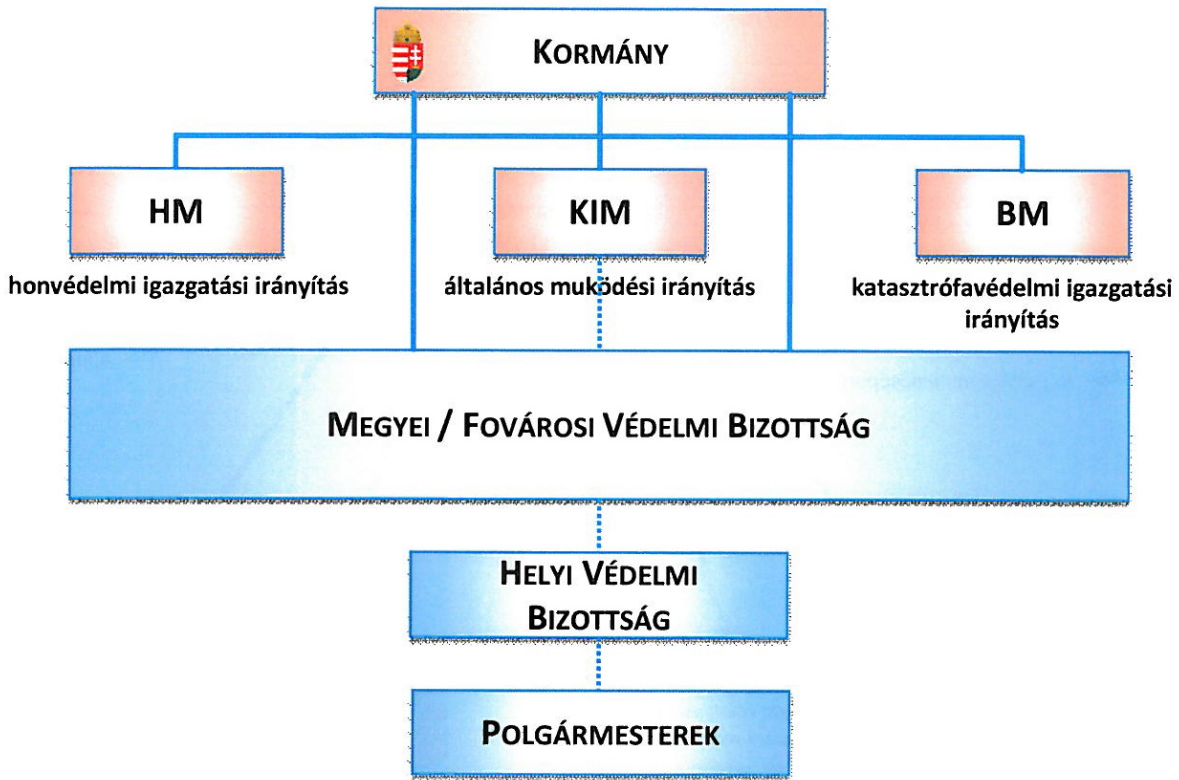 KORMÁNY
HM
KIM
BM
honvédelmi igazgatási irányítás
általános muködési irányítás
katasztrófavédelmi igazgatási
irányítás
MEGYEI / FOVÁROSI VÉDELMI BIZOTTSÁG
HELYI VÉDELMI
BIZOTTSÁG
POLGÁRMESTEREK